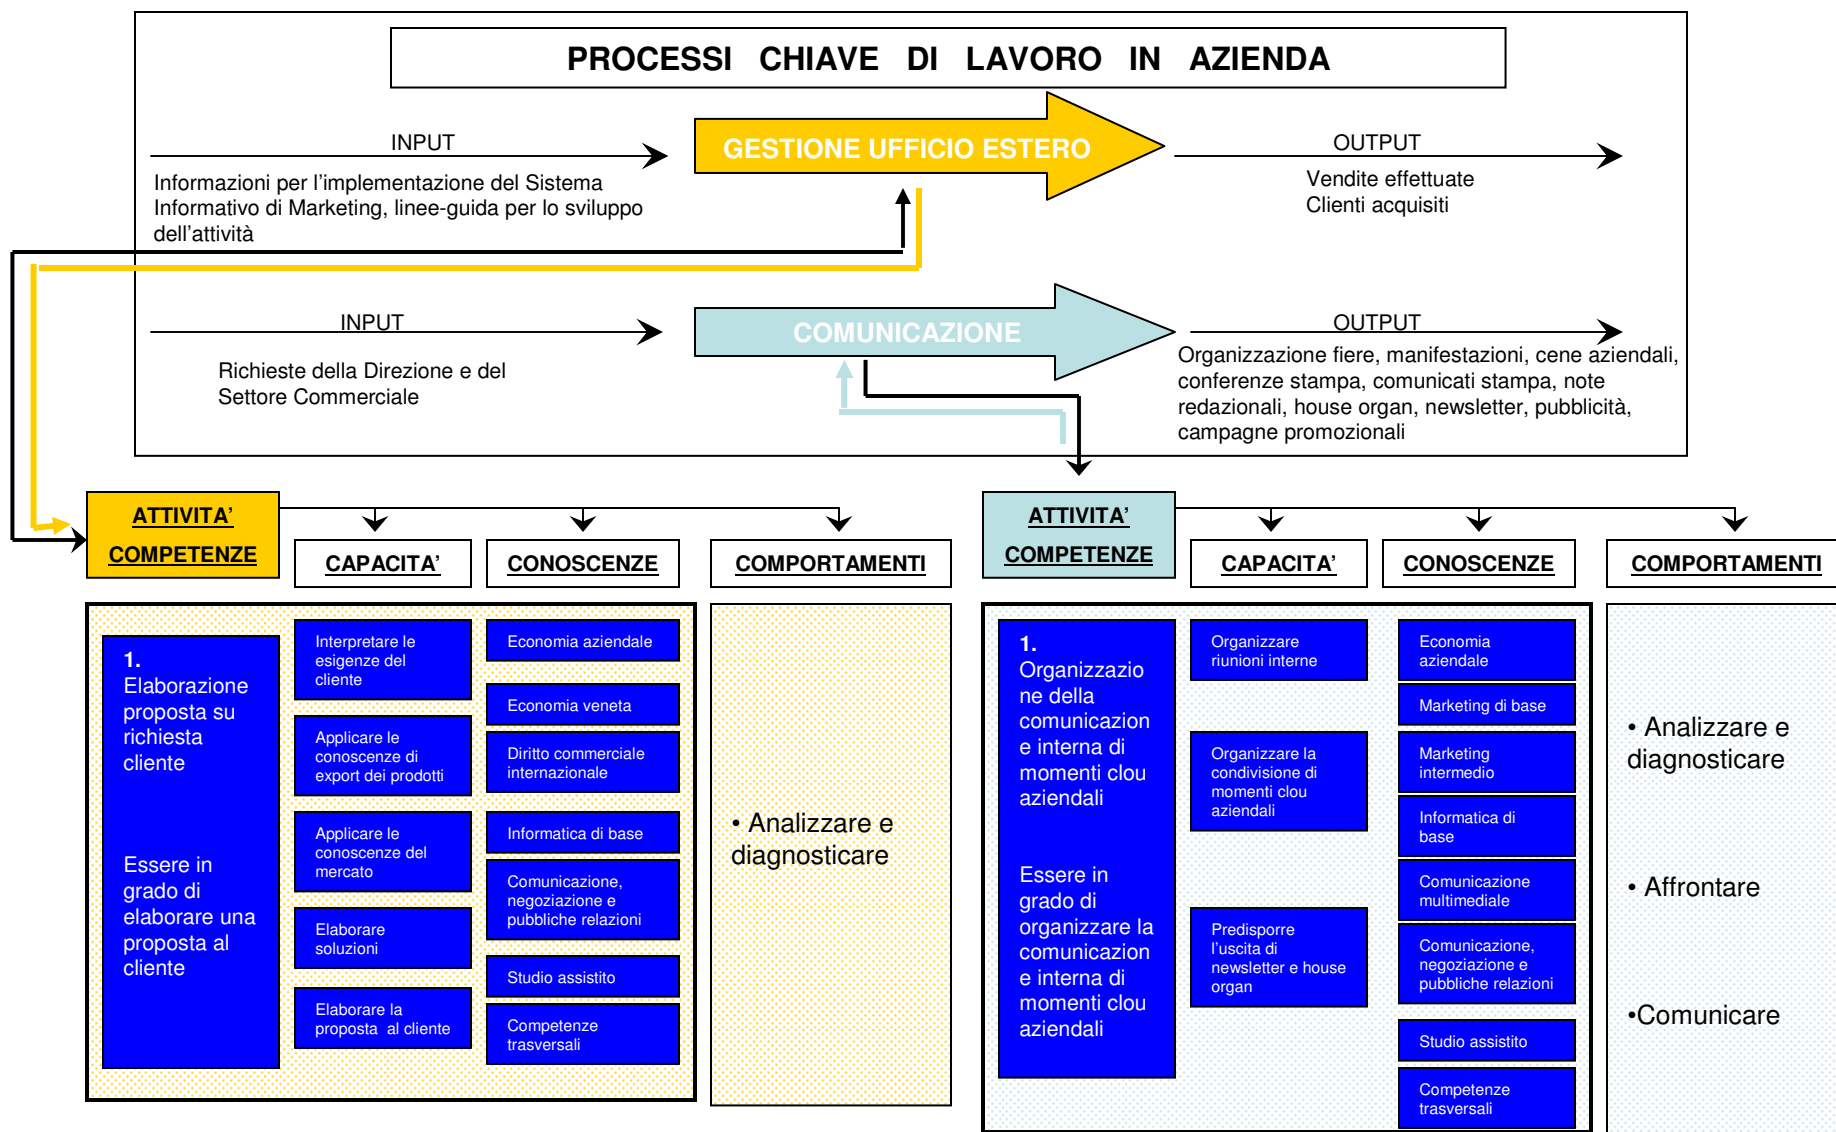 PROCESSI CHIAVE DI LAVORO IN AZIENDA
INPUT
GESTIONE UFFICIO ESTERO
OUTPUT
Informazioni per l'implementazione del Sistema
Informativo di Marketing, linee-guida per lo sviluppo
dell'attività
Vendite effettuate
Clienti acquisiti
INPUT
COMUNICAZIONE
OUTPUT
Richieste della Direzione e del
Settore Commerciale
Organizzazione fiere, manifestazioni, cene aziendali,
conferenze stampa, comunicati stampa, note
redazionali, house organ, newsletter, pubblicità,
campagne promozionali
ATTIVITA'
COMPETENZE
CAPACITA'
CONOSCENZE
COMPORTAMENTI
1.
Elaborazione
proposta su
richiesta
cliente
Essere in
grado di
elaborare una
proposta al
cliente
Interpretare le
esigenze del
cliente
Applicare le
conoscenze di
export dei prodotti
Applicare le
conoscenze del
mercato
Elaborare
soluzioni
Elaborare la
proposta al cliente
Economia aziendale
Economia veneta
Diritto commerciale
internazionale
Informatica di base
Comunicazione,
negoziazione e
pubbliche relazioni
Studio assistito
Competenze
trasversali
• Analizzare e
diagnosticare
ATTIVITA'
COMPETENZE
CAPACITA'
CONOSCENZE
COMPORTAMENTI
1.
Organizzazio
ne della
comunicazion
e interna di
momenti clou
aziendali
Essere in
grado di
organizzare la
comunicazion
e interna di
momenti clou
aziendali
Organizzare
riunioni interne
Organizzare la
condivisione di
momenti clou
aziendali
Predisporre
l'uscita di
newsletter e house
organ
Economia
aziendale
Marketing di base
Marketing
intermedio
Informatica di
base
Comunicazione
multimediale
Comunicazione,
negoziazione e
pubbliche relazioni
Studio assistito
Competenze
trasversali
• Analizzare e
diagnosticare
• Affrontare
•Comunicare